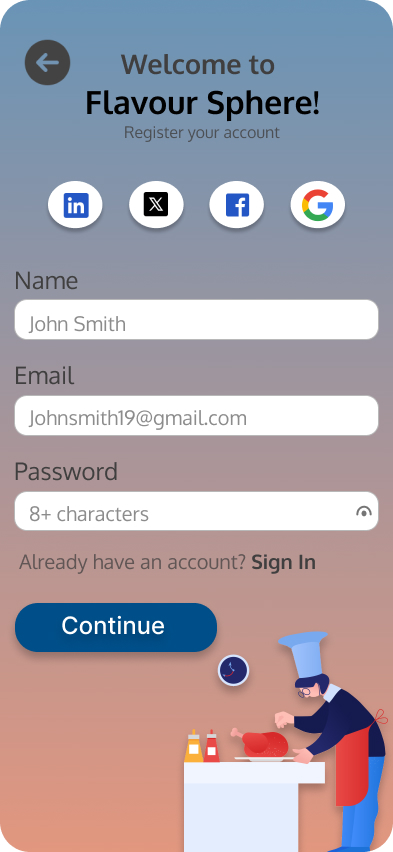 Welcome to
Flavour Sphere!
Register your account
in
X
f
G
Name
John Smith
Email
Johnsmith19@gmail.com
Password
8+ characters
Already have an account? Sign In
Continue